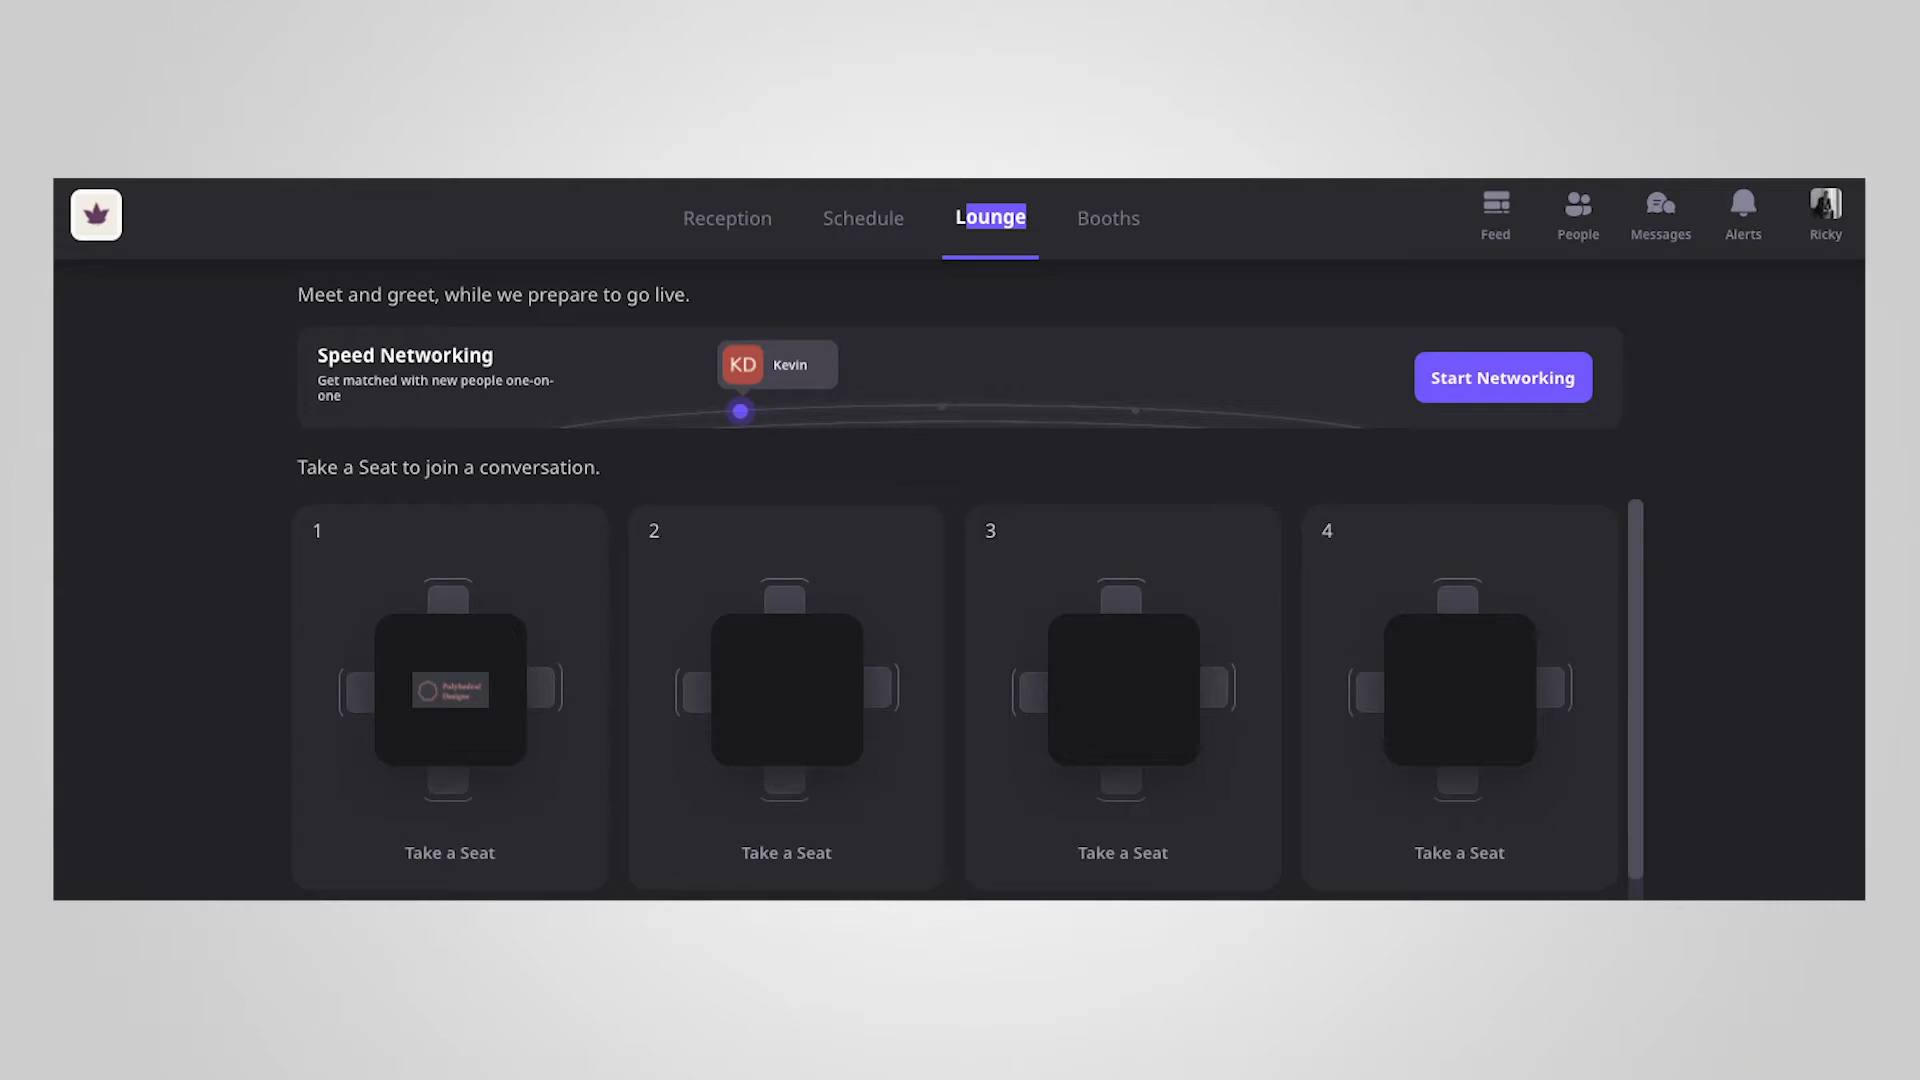 Reception
Schedule
Lounge
Booths
Feed
People
Messages
Alerts
Ricky
Meet and greet, while we prepare to go live.
Speed Networking
Get matched with new people one-on-
one
KD
Kevin
Start Networking
Take a Seat to join a conversation.
1
2
3
4
Polyhedral
Designs
Take a Seat
Take a Seat
Take a Seat
Take a Seat